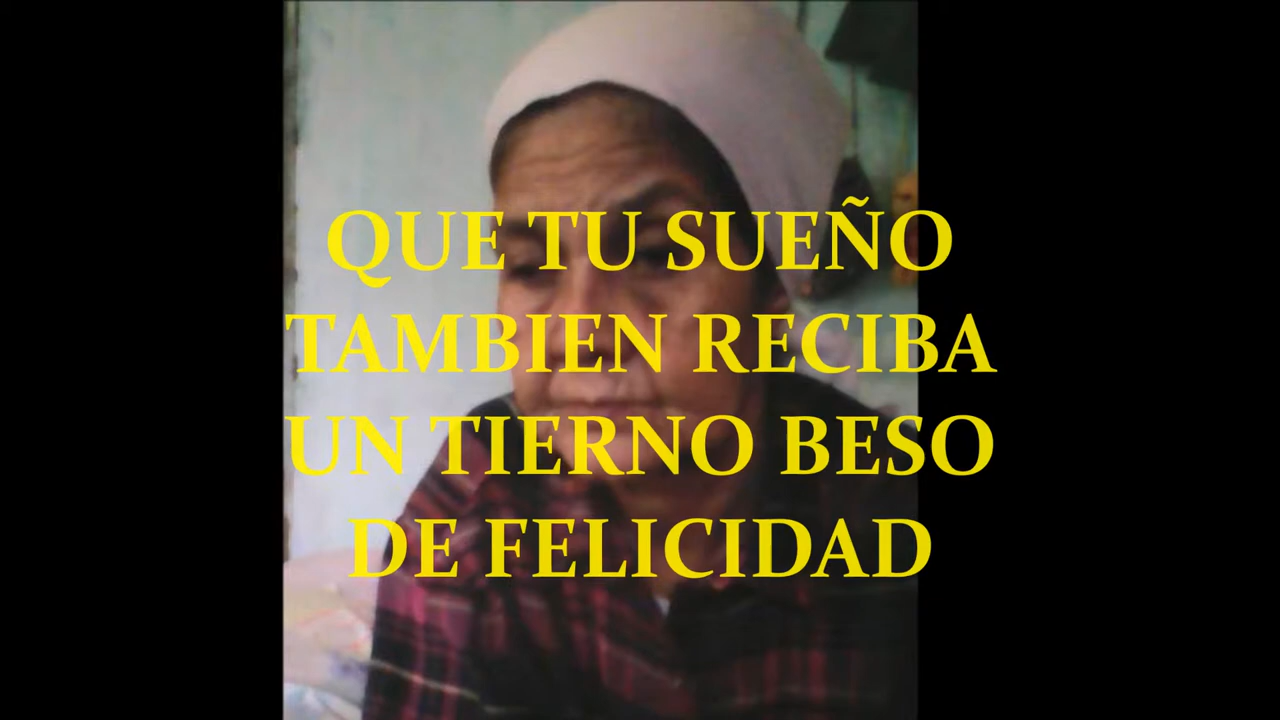 QUE TU SUEÑO
TAMBIEN RECIBA
UN TIERNO BESO
DE FELICIDAD